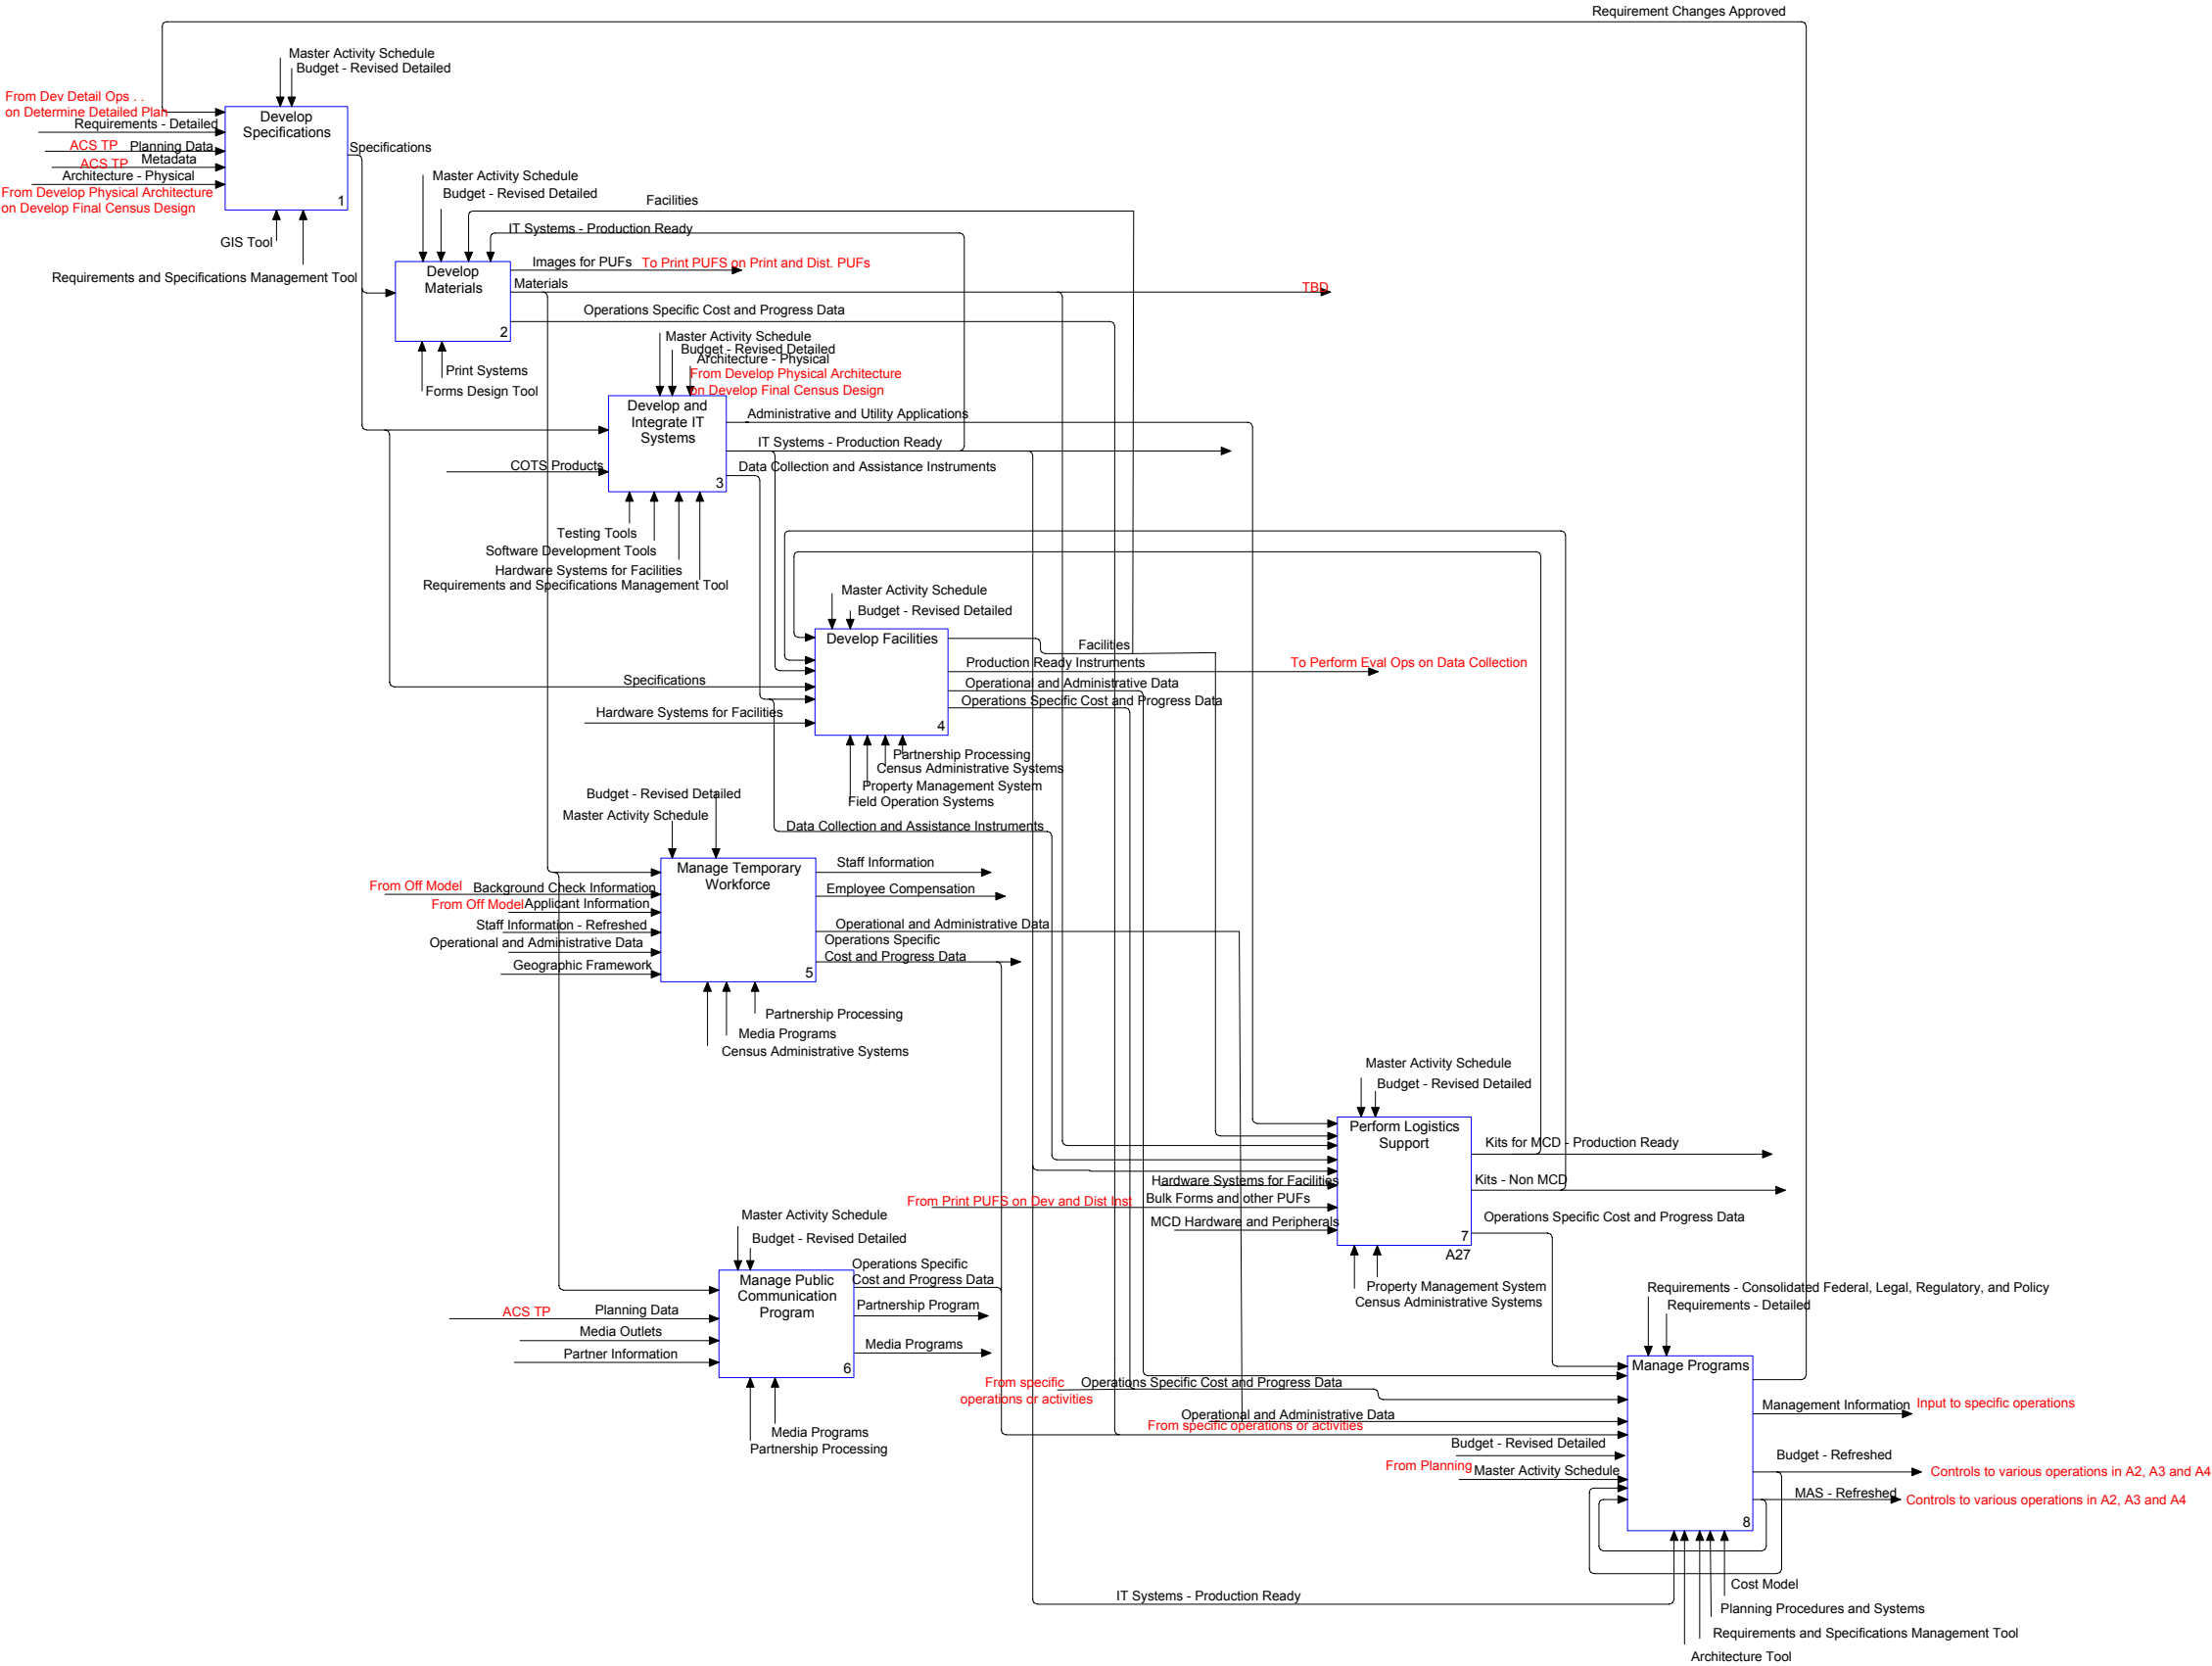 Requirement Changes Approved
Master Activity Schedule
Budget - Revised Detailed
From Dev Detail Ops . .
on Determine Detailed Plan
Requirements - Detailed
ACS TP
Planning Data
ACS TP
Metadata
Architecture - Physical
From Develop Physical Architecture
on Develop Final Census Design
Develop
Specifications
1
Specifications
GIS Tool
Requirements and Specifications Management Tool
Master Activity Schedule
Budget - Revised Detailed
Facilities
IT Systems - Production Ready
Develop
Materials
2
Images for PUFs
To Print PUFS on Print and Dist. PUFs
Materials
TBD
Operations Specific Cost and Progress Data
Print Systems
Forms Design Tool
Master Activity Schedule
Budget - Revised Detailed
Architecture - Physical
From Develop Physical Architecture
on Develop Final Census Design
Develop and
Integrate IT
Systems
3
Administrative and Utility Applications
IT Systems - Production Ready
Data Collection and Assistance Instruments
COTS Products
Testing Tools
Software Development Tools
Hardware Systems for Facilities
Requirements and Specifications Management Tool
Master Activity Schedule
Budget - Revised Detailed
Develop Facilities
4
Facilities
Production Ready Instruments
To Perform Eval Ops on Data Collection
Operational and Administrative Data
Operations Specific Cost and Progress Data
Specifications
Hardware Systems for Facilities
Partnership Processing
Census Administrative Systems
Property Management System
Field Operation Systems
Budget - Revised Detailed
Master Activity Schedule
Data Collection and Assistance Instruments
Manage Temporary
Workforce
5
From Off Model
Background Check Information
From Off Model
Applicant Information
Staff Information - Refreshed
Operational and Administrative Data
Geographic Framework
Staff Information
Employee Compensation
Operational and Administrative Data
Operations Specific
Cost and Progress Data
Partnership Processing
Media Programs
Census Administrative Systems
Master Activity Schedule
Budget - Revised Detailed
Perform Logistics
Support
7
A27
Kits for MCD - Production Ready
Kits - Non MCD
Operations Specific Cost and Progress Data
Hardware Systems for Facilities
From Print PUFS on Dev and Dist Inst
Bulk Forms and other PUFs
MCD Hardware and Peripherals
Property Management System
Census Administrative Systems
Master Activity Schedule
Budget - Revised Detailed
Manage Public
Communication
Program
6
Operations Specific
Cost and Progress Data
Partnership Program
Media Programs
ACS TP
Planning Data
Media Outlets
Partner Information
Media Programs
Partnership Processing
Requirements - Consolidated Federal, Legal, Regulatory, and Policy
Requirements - Detailed
Manage Programs
8
From specific
operations or activities
Operations Specific Cost and Progress Data
Operational and Administrative Data
From specific operations or activities
Budget - Revised Detailed
From Planning
Master Activity Schedule
Management Information
Input to specific operations
Budget - Refreshed
Controls to various operations in A2, A3 and A4
MAS - Refreshed
Controls to various operations in A2, A3 and A4
IT Systems - Production Ready
Cost Model
Planning Procedures and Systems
Requirements and Specifications Management Tool
Architecture Tool